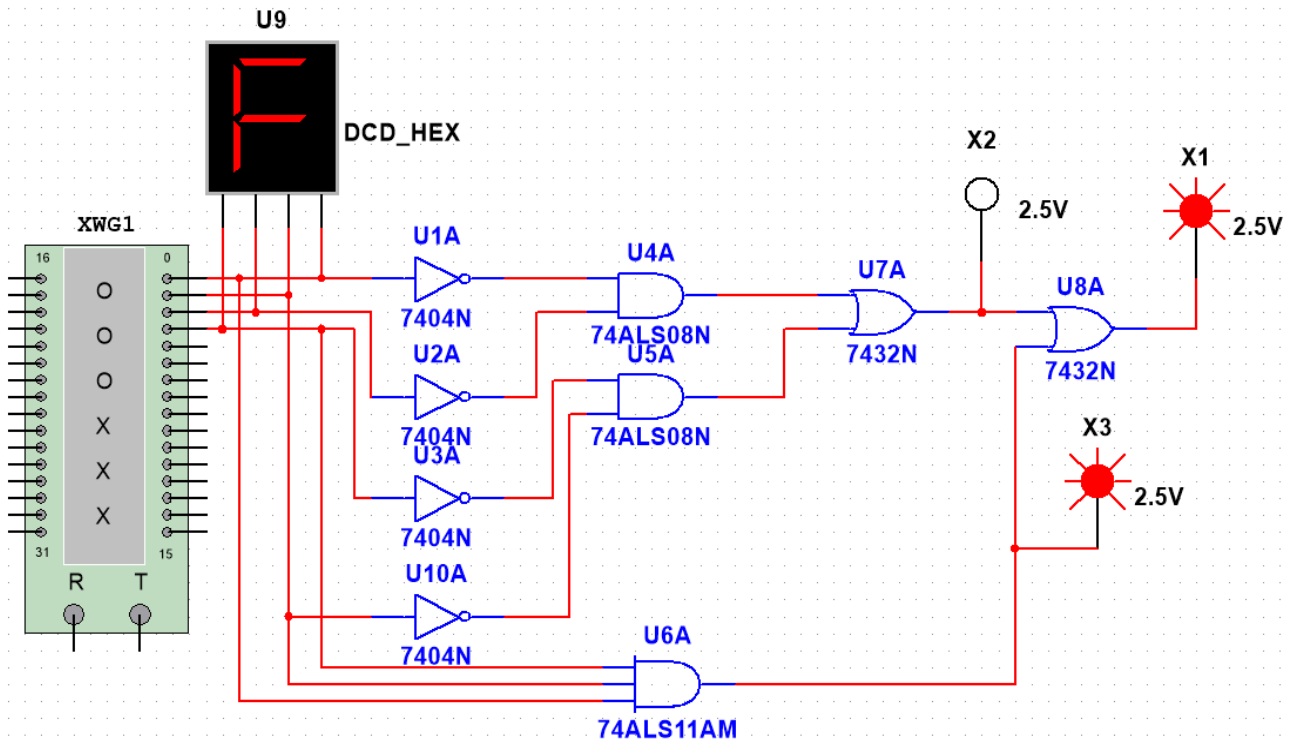 U9
DCD_HEX
X2
X1
2.5V
2.5V
XWG1
16
0
O
O
O
X
X
X
31
15
R
T
U1A
7404N
U2A
7404N
U3A
7404N
U10A
7404N
U4A
74ALS08N
U5A
74ALS08N
U7A
7432N
U8A
7432N
X3
2.5V
U6A
74ALS11AM
F